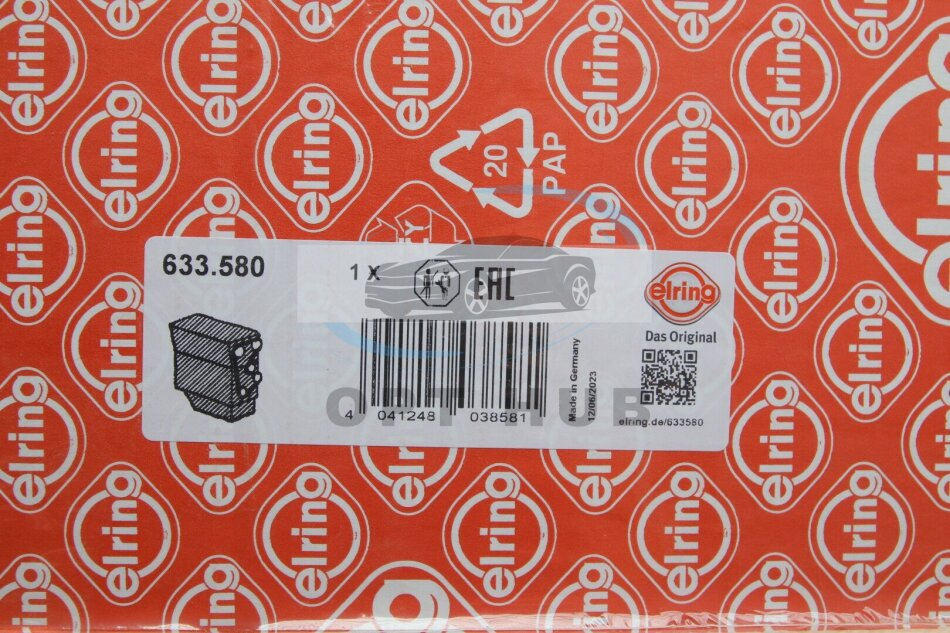 elring
20
PAP
633.580
1 X
EAC
elring
Das Original
Made in Germany
12/06/2023
4 041248 038581
elring.de/633580
OPT HUB